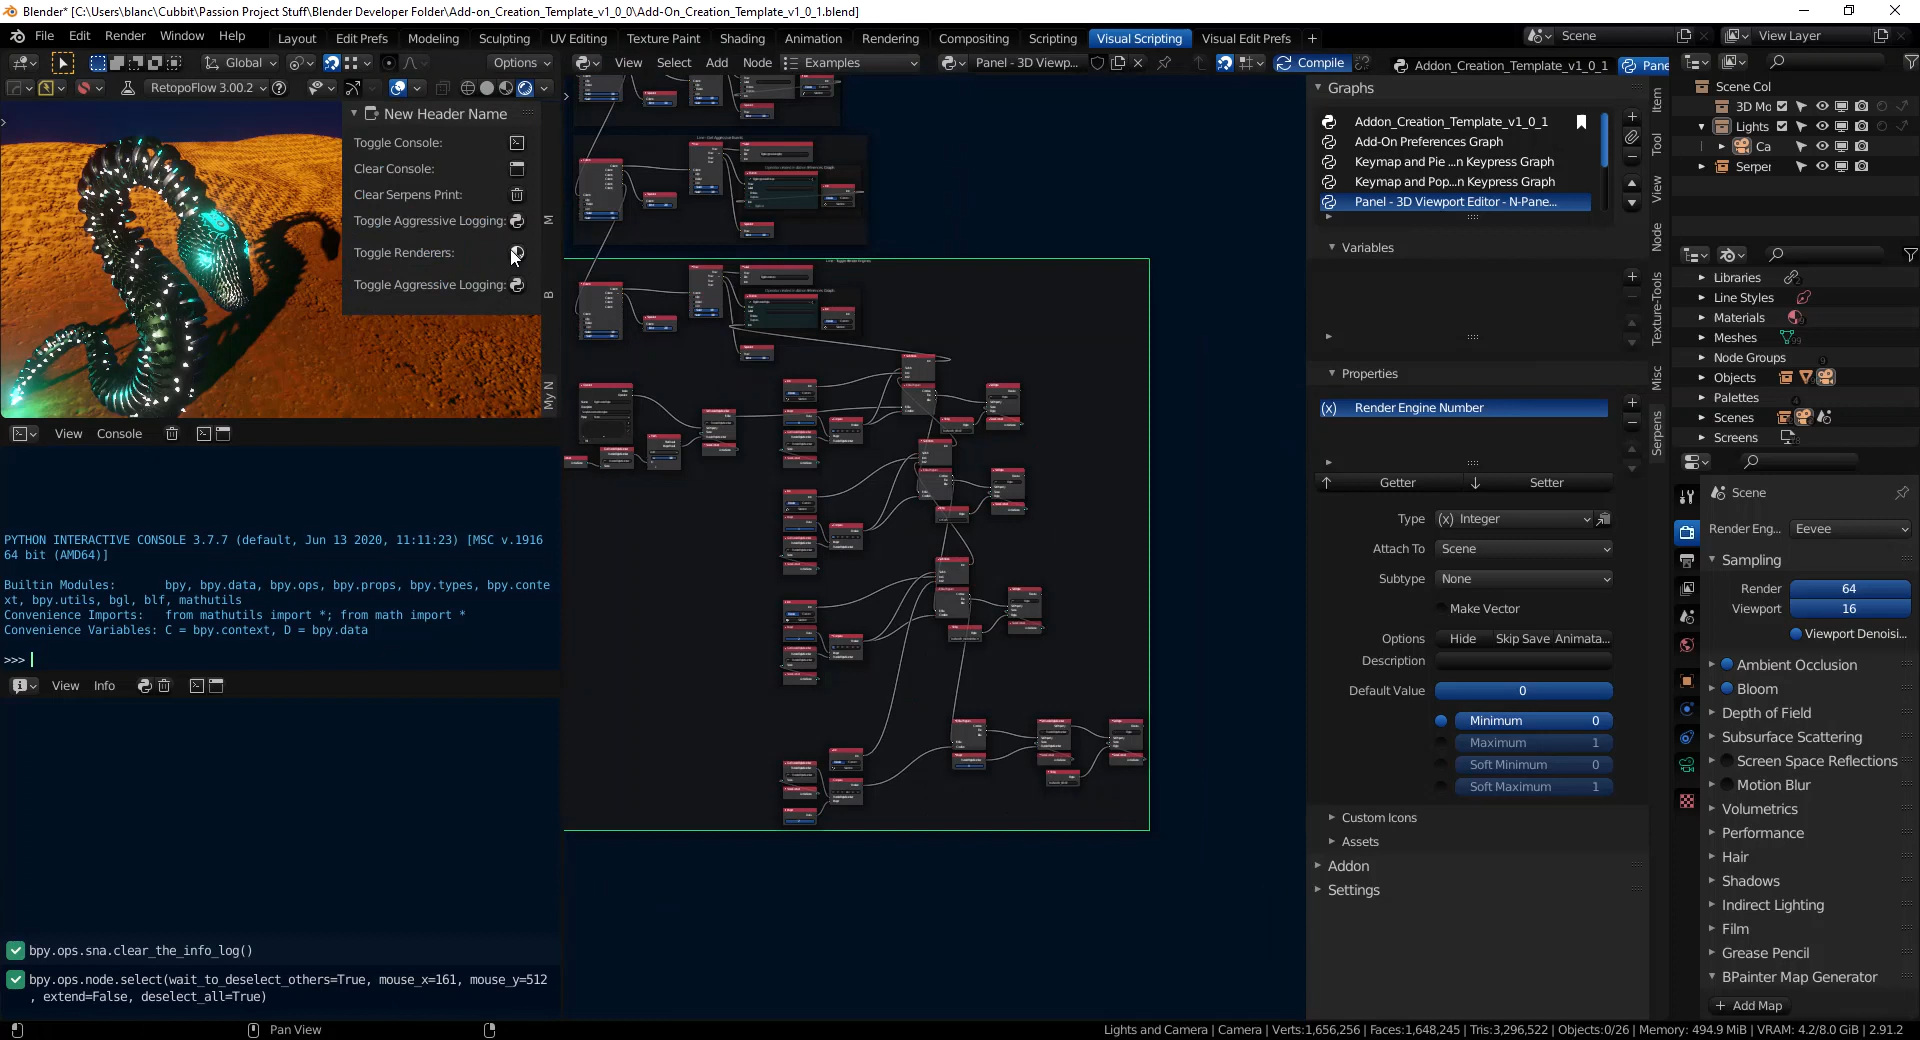 Blender* [C:\Users\blanc\Cubbit\Passion Project Stuff\Blender Developer Folder\Add-on_Creation_Template_v1_0_0\Add-On_Creation_Template_v1_0_1.blend]
File Edit Render Window Help Layout Edit Prefs Modeling Sculpting UV Editing Texture Paint Shading Animation Rendering Compositing Scripting Visual Scripting Visual Edit Prefs + Scene View Layer
Global Options View Select Add Node Examples Panel - 3D Viewp... Compile Addon_Creation_Template_v1_0_1 Pane
RetopoFlow 3.00.2
New Header Name
Toggle Console:
Clear Console:
Clear Serpens Print:
Toggle Aggressive Logging:
Toggle Renderers:
Toggle Aggressive Logging:
M
B
My N
View Console
PYTHON INTERACTIVE CONSOLE 3.7.7 (default, Jun 13 2020, 11:11:23) [MSC v.1916
64 bit (AMD64)]
Builtin Modules: bpy, bpy.data, bpy.ops, bpy.props, bpy.types, bpy.conte
xt, bpy.utils, bgl, blf, mathutils
Convenience Imports: from mathutils import *; from math import *
Convenience Variables: C = bpy.context, D = bpy.data
>>>
View Info
bpy.ops.sna.clear_the_info_log()
bpy.ops.node.select(wait_to_deselect_others=True, mouse_x=161, mouse_y=512
, extend=False, deselect_all=True)
Graphs
Addon_Creation_Template_v1_0_1
Add-On Preferences Graph
Keymap and Pie ...n Keypress Graph
Keymap and Pop...n Keypress Graph
Panel - 3D Viewport Editor - N-Pane...
Variables
Properties
(x) Render Engine Number
Getter Setter
Type (x) Integer
Attach To Scene
Subtype None
Make Vector
Options Hide Skip Save Animata...
Description
Default Value 0
Minimum 0
Maximum 1
Soft Minimum 0
Soft Maximum 1
Custom Icons
Assets
Addon
Settings
Item
Tool
View
Node
Texture-Tools
Misc
Serpens
Scene Col
3D Mo
Lights
Ca
Serper
Libraries 2
Line Styles
Materials
Meshes 99
Node Groups 9
Objects
Palettes 4
Scenes
Screens
Scene
Render Eng... Eevee
Sampling
Render 64
Viewport 16
Viewport Denoisi...
Ambient Occlusion
Bloom
Depth of Field
Subsurface Scattering
Screen Space Reflections
Motion Blur
Volumetrics
Performance
Hair
Shadows
Indirect Lighting
Film
Grease Pencil
BPainter Map Generator
+ Add Map
Pan View
Lights and Camera | Camera | Verts:1,656,256 | Faces:1,648,245 | Tris:3,296,522 | Objects:0/26 | Memory: 494.9 MiB | VRAM: 4.2/8.0 GiB | 2.91.2